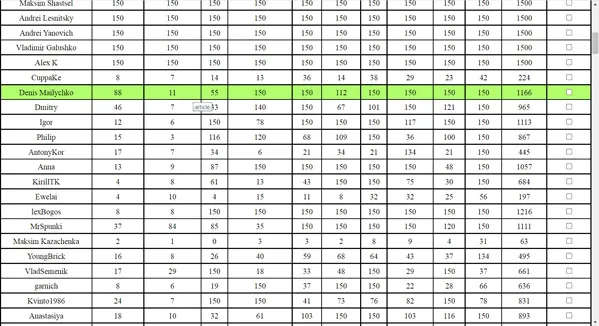 Maksim Shastsel 150 150 150 150 150 150 150 150 150 1500
Andrei Lesnitsky 150 150 150 150 150 150 150 150 150 1500
Andrei Yanovich 150 150 150 150 150 150 150 150 150 1500
Vladimir Galushko 150 150 150 150 150 150 150 150 150 1500
Alex K 150 150 150 150 150 150 150 150 150 1500
CuppaKe 8 7 14 13 36 14 38 29 23 42 224
Denis Mailychko 88 11 55 150 150 112 150 150 150 150 1166
Dmitry 46 7 33 140 150 67 101 150 121 150 965
article
Igor 12 6 150 78 150 150 150 117 150 150 1113
Philip 15 3 116 120 68 109 150 36 100 150 867
AntonyKor 17 7 34 6 21 34 21 134 21 150 445
Anna 13 9 87 150 150 150 150 150 48 150 1057
KirillTK 4 8 61 13 43 150 150 75 30 150 684
Ewelai 4 10 4 15 11 8 32 32 25 56 197
lexBogos 8 8 150 150 150 150 150 150 150 150 1216
MrSpunki 37 84 85 35 150 150 150 150 120 150 1111
Maksim Kazachenka 2 1 0 3 3 2 8 9 4 31 63
YoungBrick 16 8 26 40 59 68 64 43 37 134 495
VladSemenik 17 29 150 18 33 48 150 29 150 37 661
garnich 8 6 19 150 37 150 150 22 28 66 636
Kvinto1986 24 7 150 150 41 73 76 82 150 78 831
Anastasiya 18 10 32 61 103 150 150 103 116 150 893